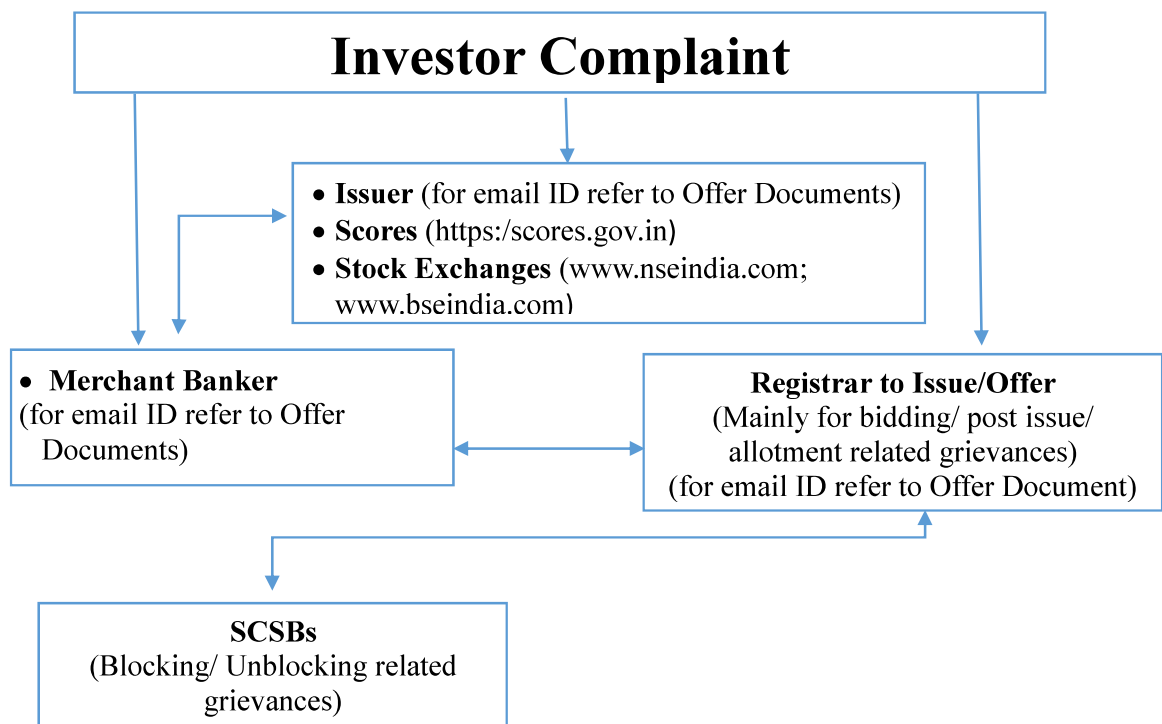 Investor Complaint
• Issuer (for email ID refer to Offer Documents)
• Scores (https:/scores.gov.in)
• Stock Exchanges (www.nseindia.com;
www.bseindia.com)
• Merchant Banker
(for email ID refer to Offer
Documents)
Registrar to Issue/Offer
(Mainly for bidding/ post issue/
allotment related grievances)
(for email ID refer to Offer Document)
SCSBs
(Blocking/ Unblocking related
grievances)